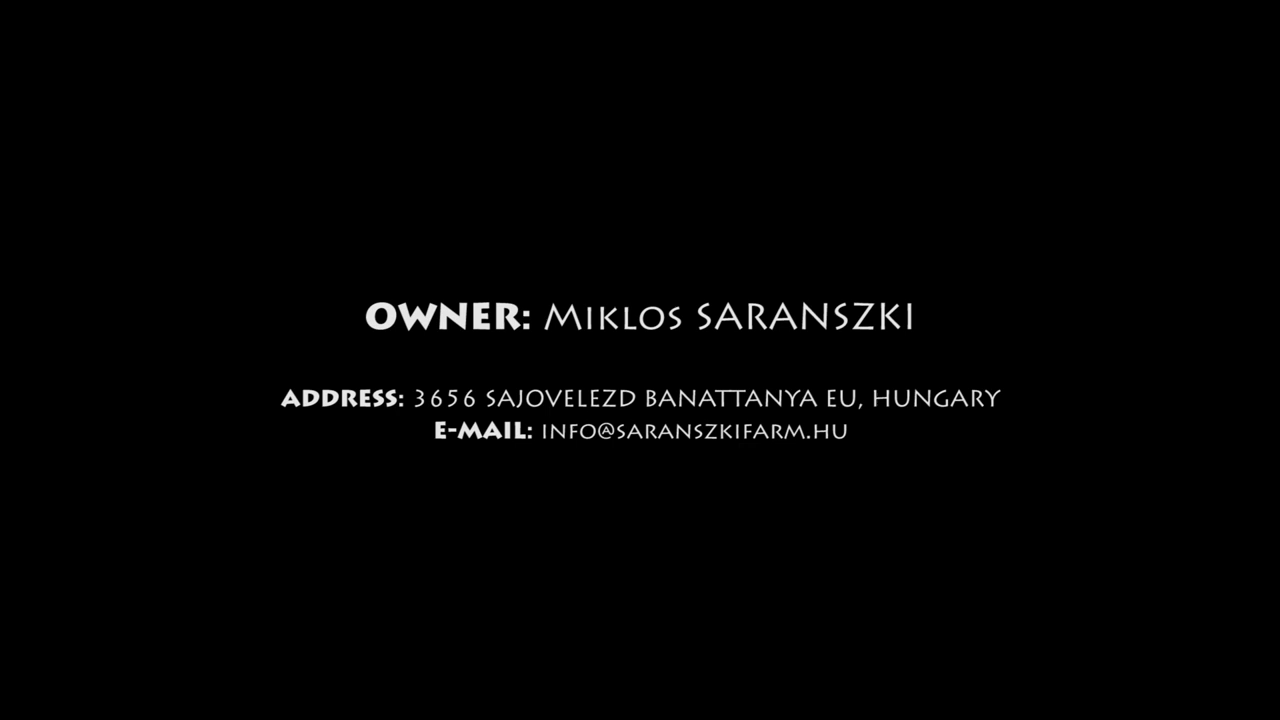 OWNER: MIKLOS SARANSZKI
ADDRESS: 3656 SAJOVELEZD BANATTANYA EU, HUNGARY
E-MAIL: INFO@SARANSZKIFARM.HU